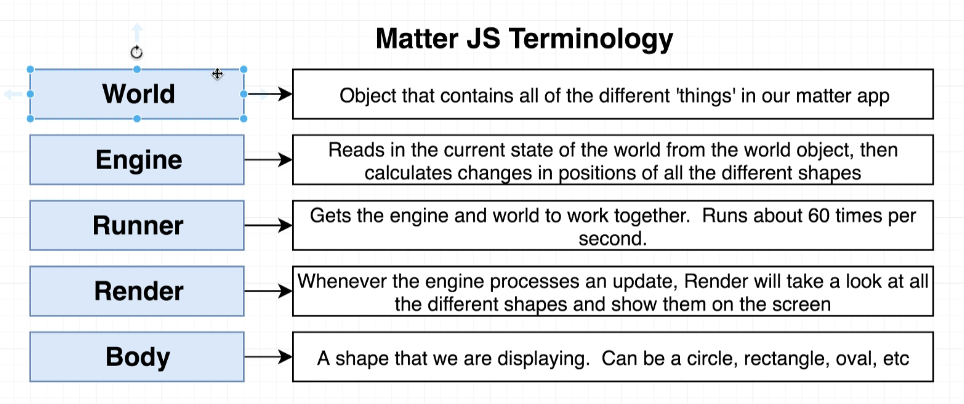 Matter JS Terminology
World
Object that contains all of the different 'things' in our matter app
Engine
Reads in the current state of the world from the world object, then
calculates changes in positions of all the different shapes
Runner
Gets the engine and world to work together.  Runs about 60 times per
second.
Render
Whenever the engine processes an update, Render will take a look at all
the different shapes and show them on the screen
Body
A shape that we are displaying.  Can be a circle, rectangle, oval, etc